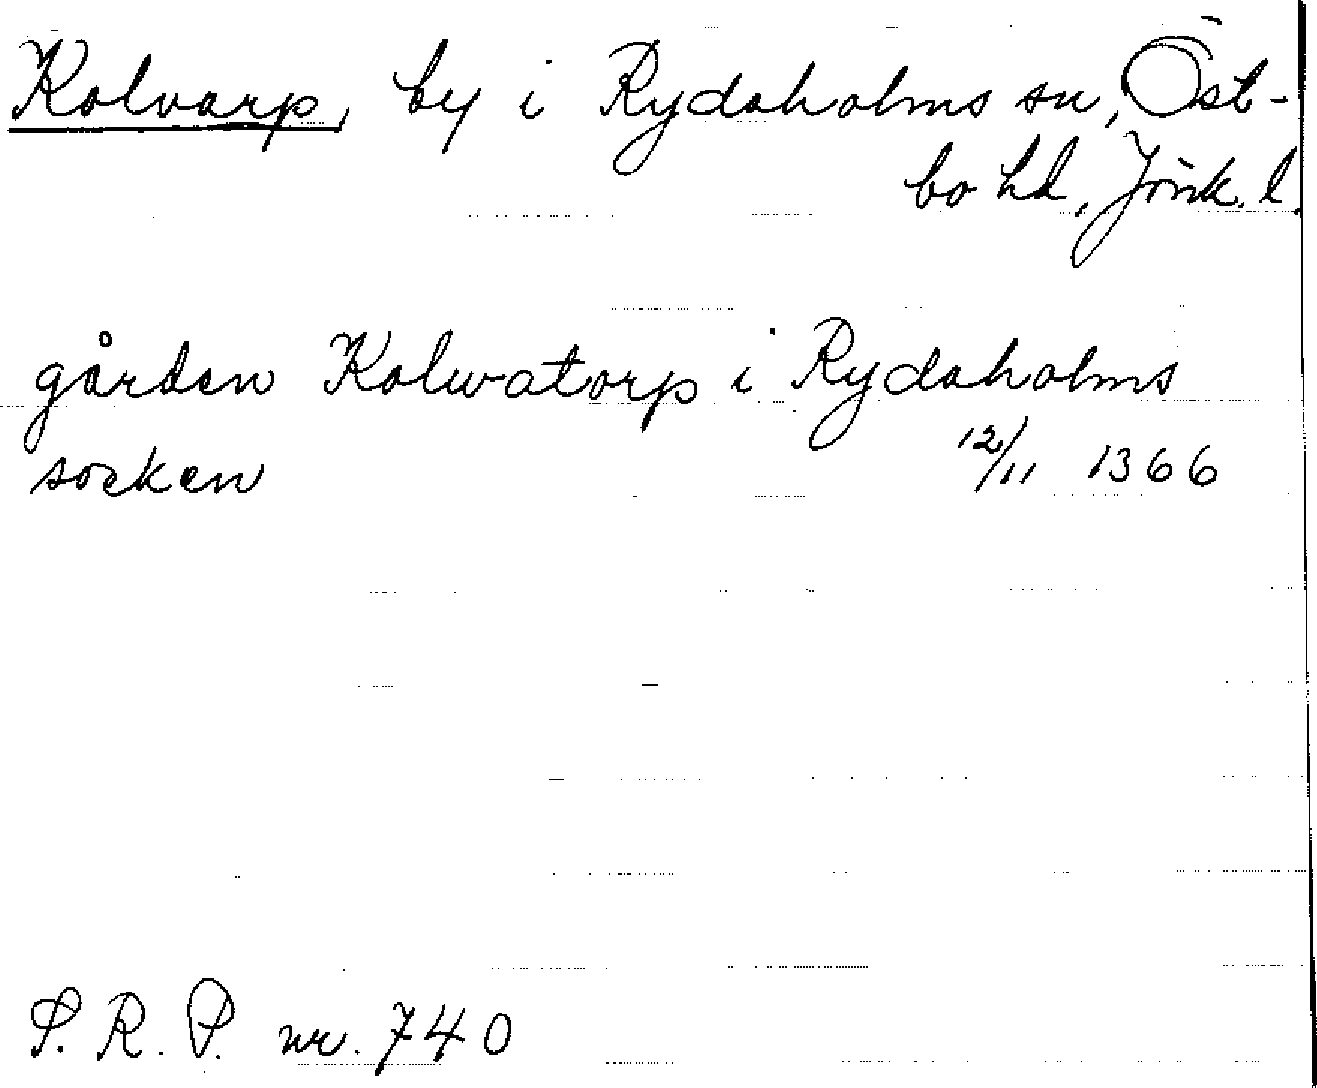 Kolvarp, by i Rydaholms sn, Öst-
bo hd, Jönk. l.
gården Kolwatorp i Rydaholms
socken 12/11 1366
S. R. P. nr. 740